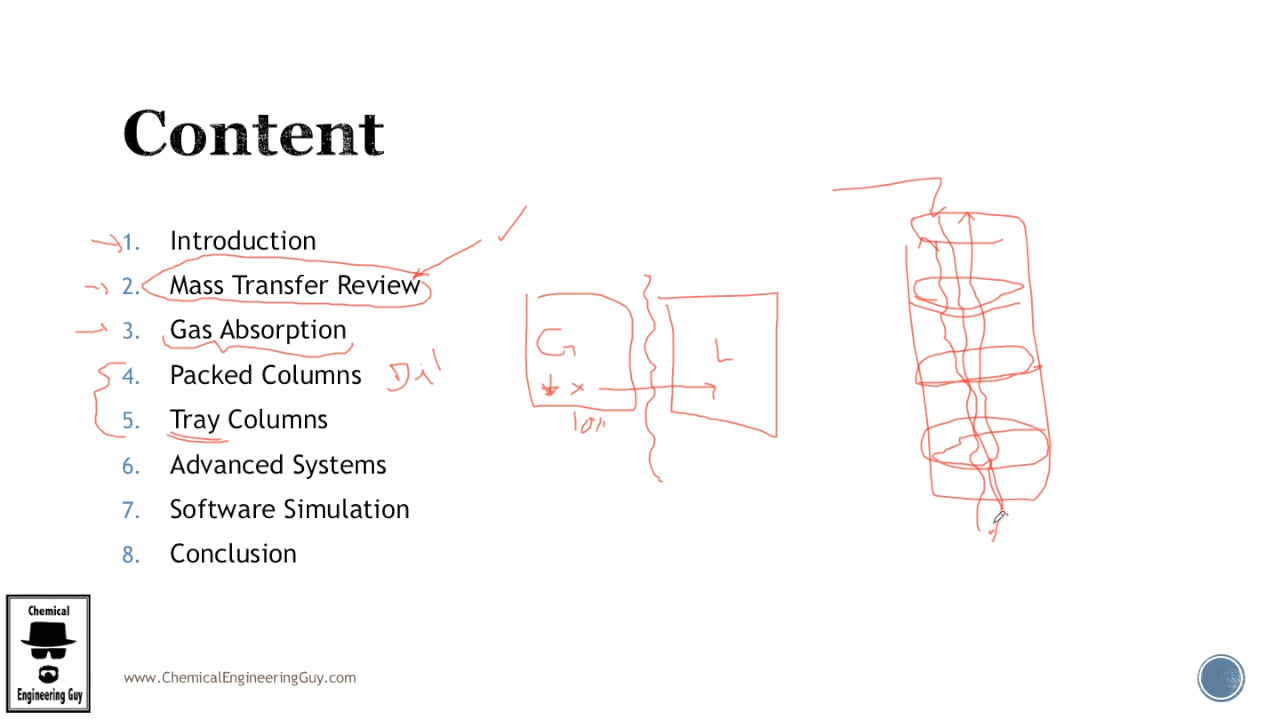 Content
1. Introduction
2. Mass Transfer Review
3. Gas Absorption
4. Packed Columns
5. Tray Columns
6. Advanced Systems
7. Software Simulation
8. Conclusion
G
L
x
Chemical
Engineering Guy
www.ChemicalEngineeringGuy.com